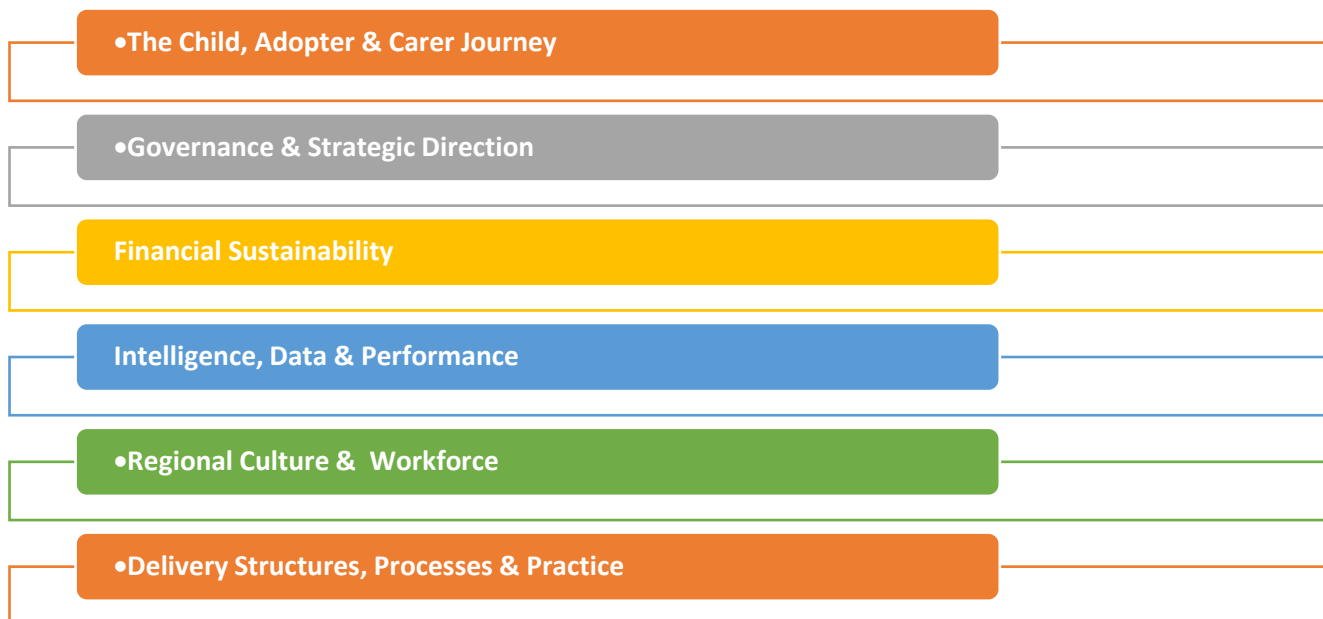 •The Child, Adopter & Carer Journey
•Governance & Strategic Direction
Financial Sustainability
Intelligence, Data & Performance
•Regional Culture &  Workforce
•Delivery Structures, Processes & Practice